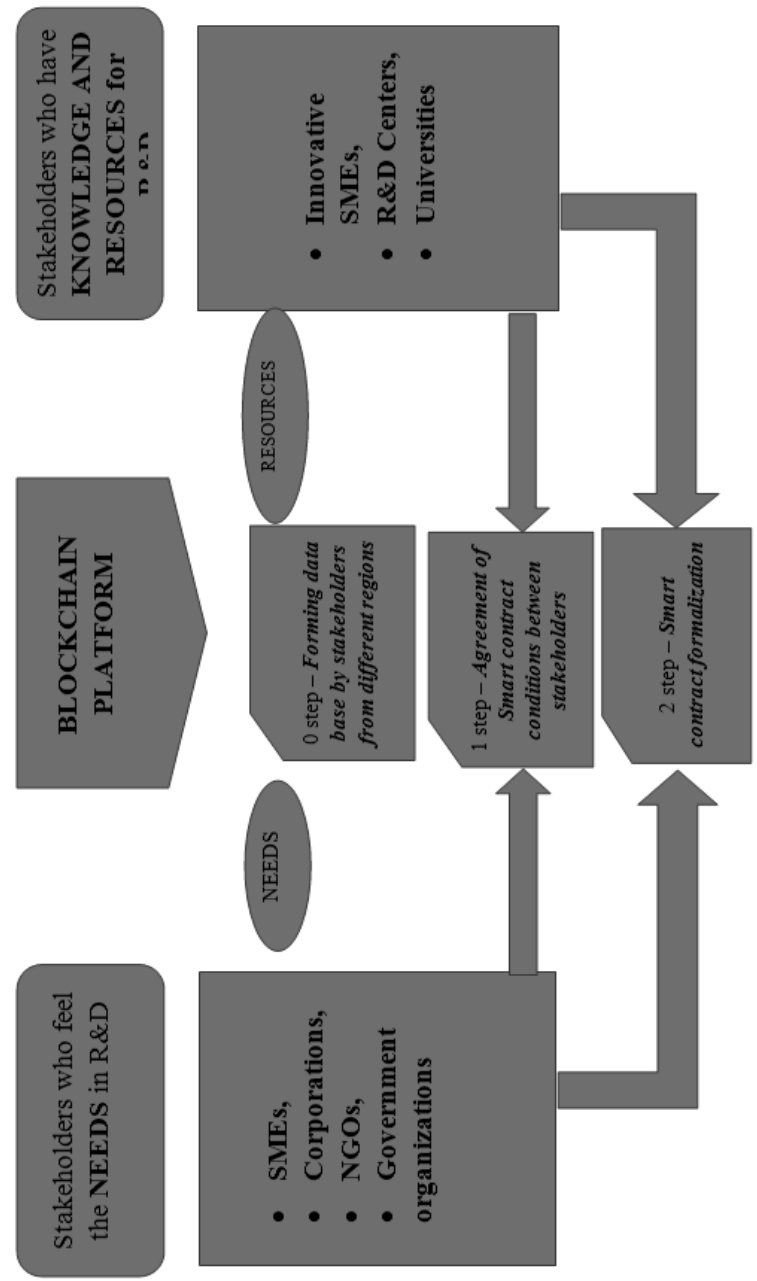 Stakeholders who feel
the NEEDS in R&D
BLOCKCHAIN
PLATFORM
Stakeholders who have
KNOWLEDGE AND
RESOURCES for
• SMEs,
• Corporations,
• NGOs,
• Government
organizations
NEEDS
0 step – Forming data
base by stakeholders
from different regions
RESOURCES
• Innovative
SMEs,
• R&D Centers,
• Universities
1 step – Agreement of
Smart contract
conditions between
stakeholders
2 step – Smart
contract formalization